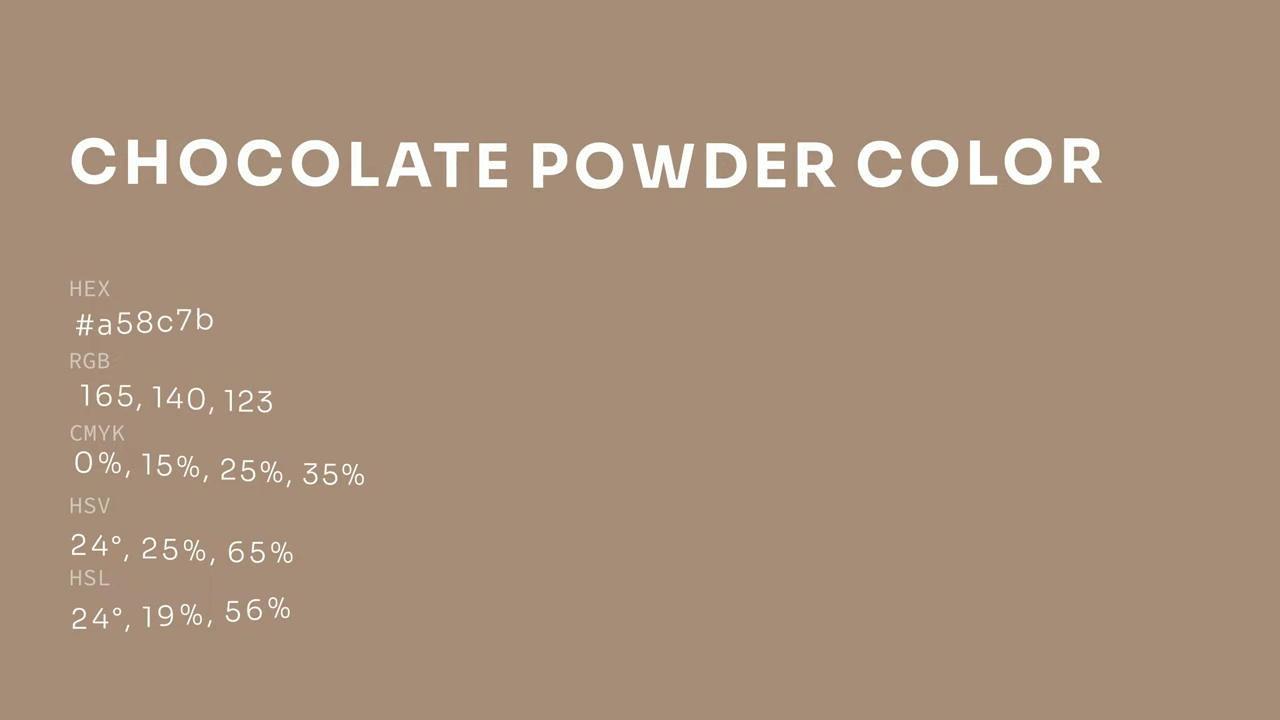 CHOCOLATE POWDER COLOR
HEX
#a58c7b
RGB
165, 140, 123
CMYK
0%, 15%, 25%, 35%
HSV
24°, 25%, 65%
HSL
24°, 19%, 56%